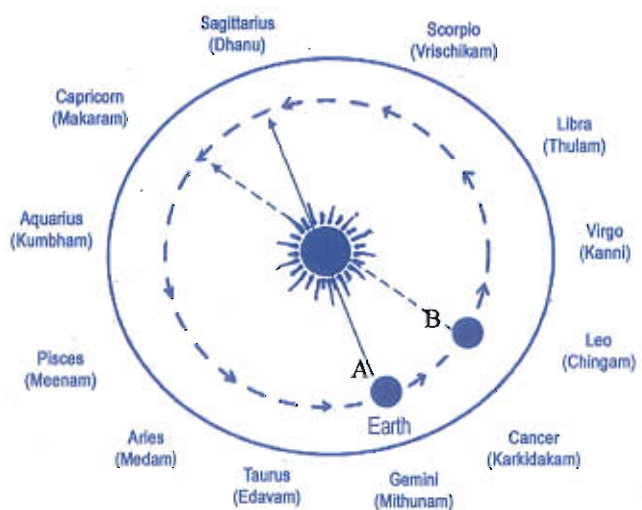 Sagittarius
(Dhanu)
Scorpio
(Vrischikam)
Capricorn
(Makaram)
Libra
(Thulam)
Aquarius
(Kumbham)
Virgo
(Kanni)
B
Leo
(Chingam)
Pisces
(Meenam)
A
Earth
Aries
(Medam)
Cancer
(Karkidakam)
Taurus
(Edavam)
Gemini
(Mithunam)